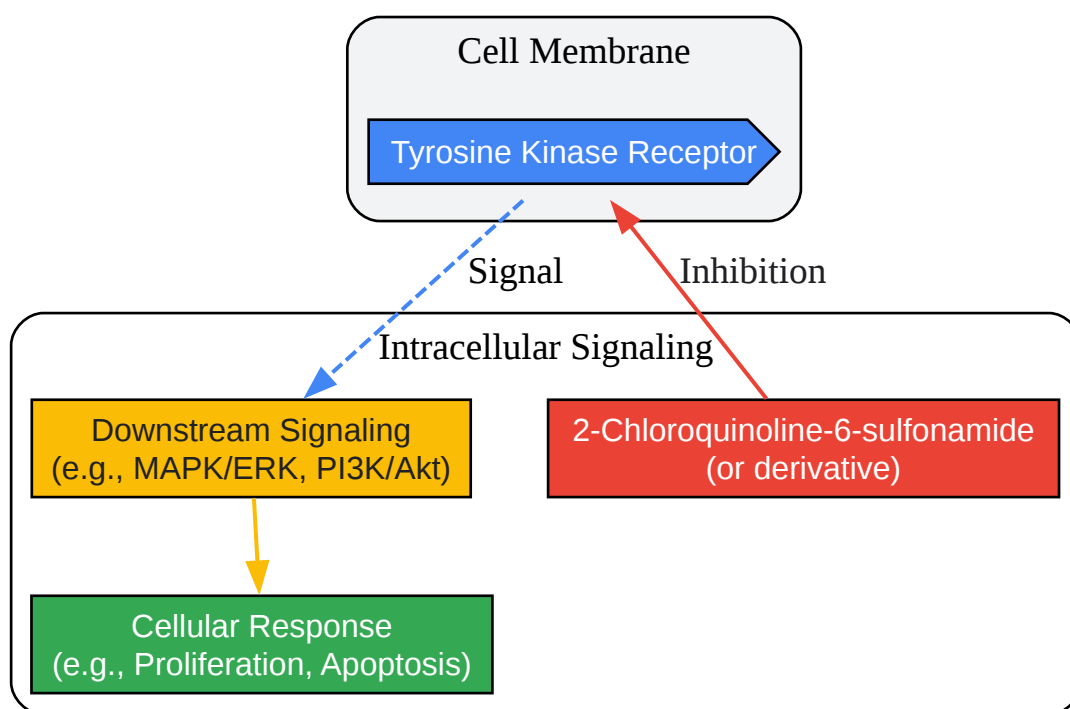 Cell Membrane
Tyrosine Kinase Receptor
Signal
Inhibition
Intracellular Signaling
Downstream Signaling
(e.g., MAPK/ERK, PI3K/Akt)
2-Chloroquinoline-6-sulfonamide
(or derivative)
Cellular Response
(e.g., Proliferation, Apoptosis)